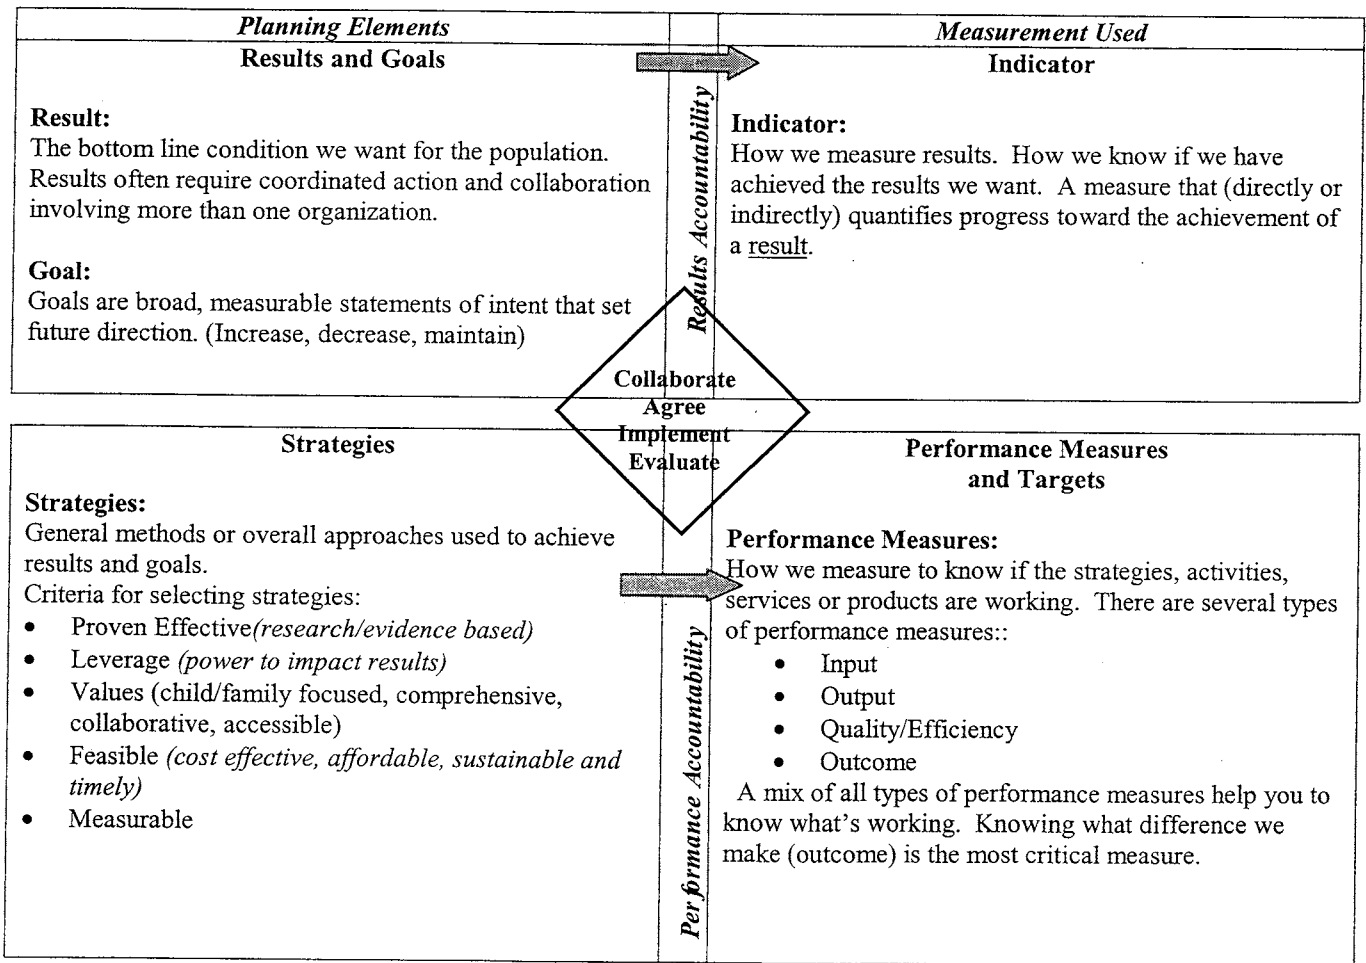 Planning Elements
Measurement Used
Results and Goals
Result:
The bottom line condition we want for the population.
Results often require coordinated action and collaboration
involving more than one organization.
Goal:
Goals are broad, measurable statements of intent that set
future direction. (Increase, decrease, maintain)
Results Accountability
Indicator
Indicator:
How we measure results.  How we know if we have
achieved the results we want.  A measure that (directly or
indirectly) quantifies progress toward the achievement of
a result.
Collaborate
Agree
Implement
Evaluate
Strategies
Strategies:
General methods or overall approaches used to achieve
results and goals.
Criteria for selecting strategies:
• Proven Effective(research/evidence based)
• Leverage (power to impact results)
• Values (child/family focused, comprehensive,
collaborative, accessible)
• Feasible (cost effective, affordable, sustainable and
timely)
• Measurable
Performance Accountability
Performance Measures
and Targets
Performance Measures:
How we measure to know if the strategies, activities,
services or products are working.  There are several types
of performance measures::
• Input
• Output
• Quality/Efficiency
• Outcome
A mix of all types of performance measures help you to
know what's working.  Knowing what difference we
make (outcome) is the most critical measure.